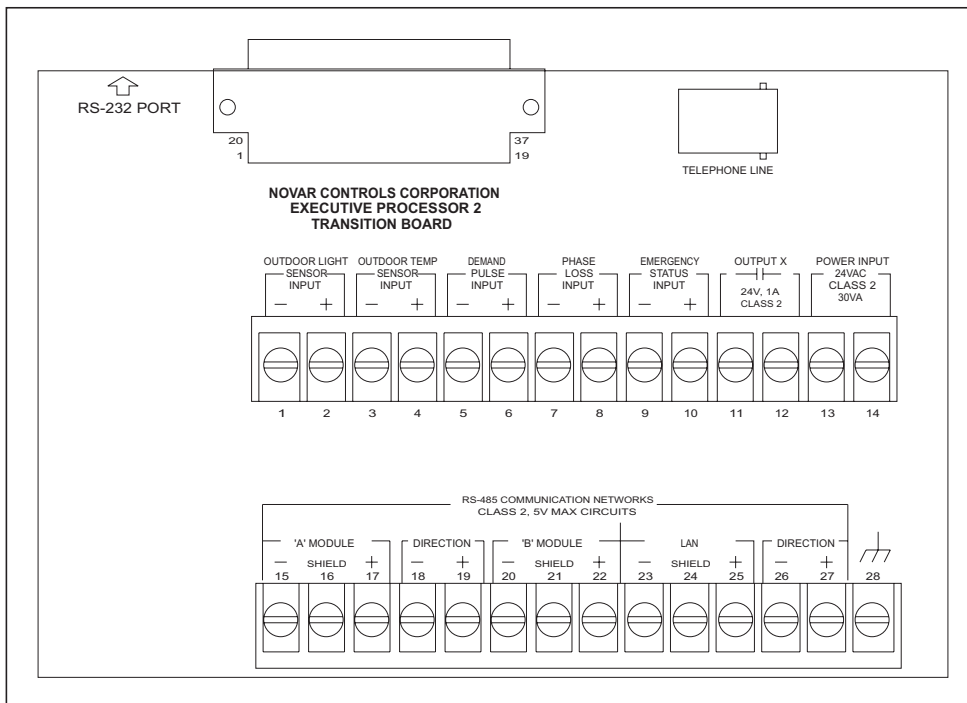 RS-232 PORT
20 37
1 19
TELEPHONE LINE
NOVAR CONTROLS CORPORATION
EXECUTIVE PROCESSOR 2
TRANSITION BOARD
OUTDOOR LIGHT
SENSOR
INPUT
− +
OUTDOOR TEMP
SENSOR
INPUT
− +
DEMAND
PULSE
INPUT
− +
PHASE
LOSS
INPUT
− +
EMERGENCY
STATUS
INPUT
− +
OUTPUT X
24V, 1A
CLASS 2
POWER INPUT
24VAC
CLASS 2
30VA
1 2 3 4 5 6 7 8 9 10 11 12 13 14
RS-485 COMMUNICATION NETWORKS
CLASS 2, 5V MAX CIRCUITS
'A' MODULE DIRECTION 'B' MODULE LAN DIRECTION
− SHIELD + − + − SHIELD + − SHIELD + − +
15 16 17 18 19 20 21 22 23 24 25 26 27 28